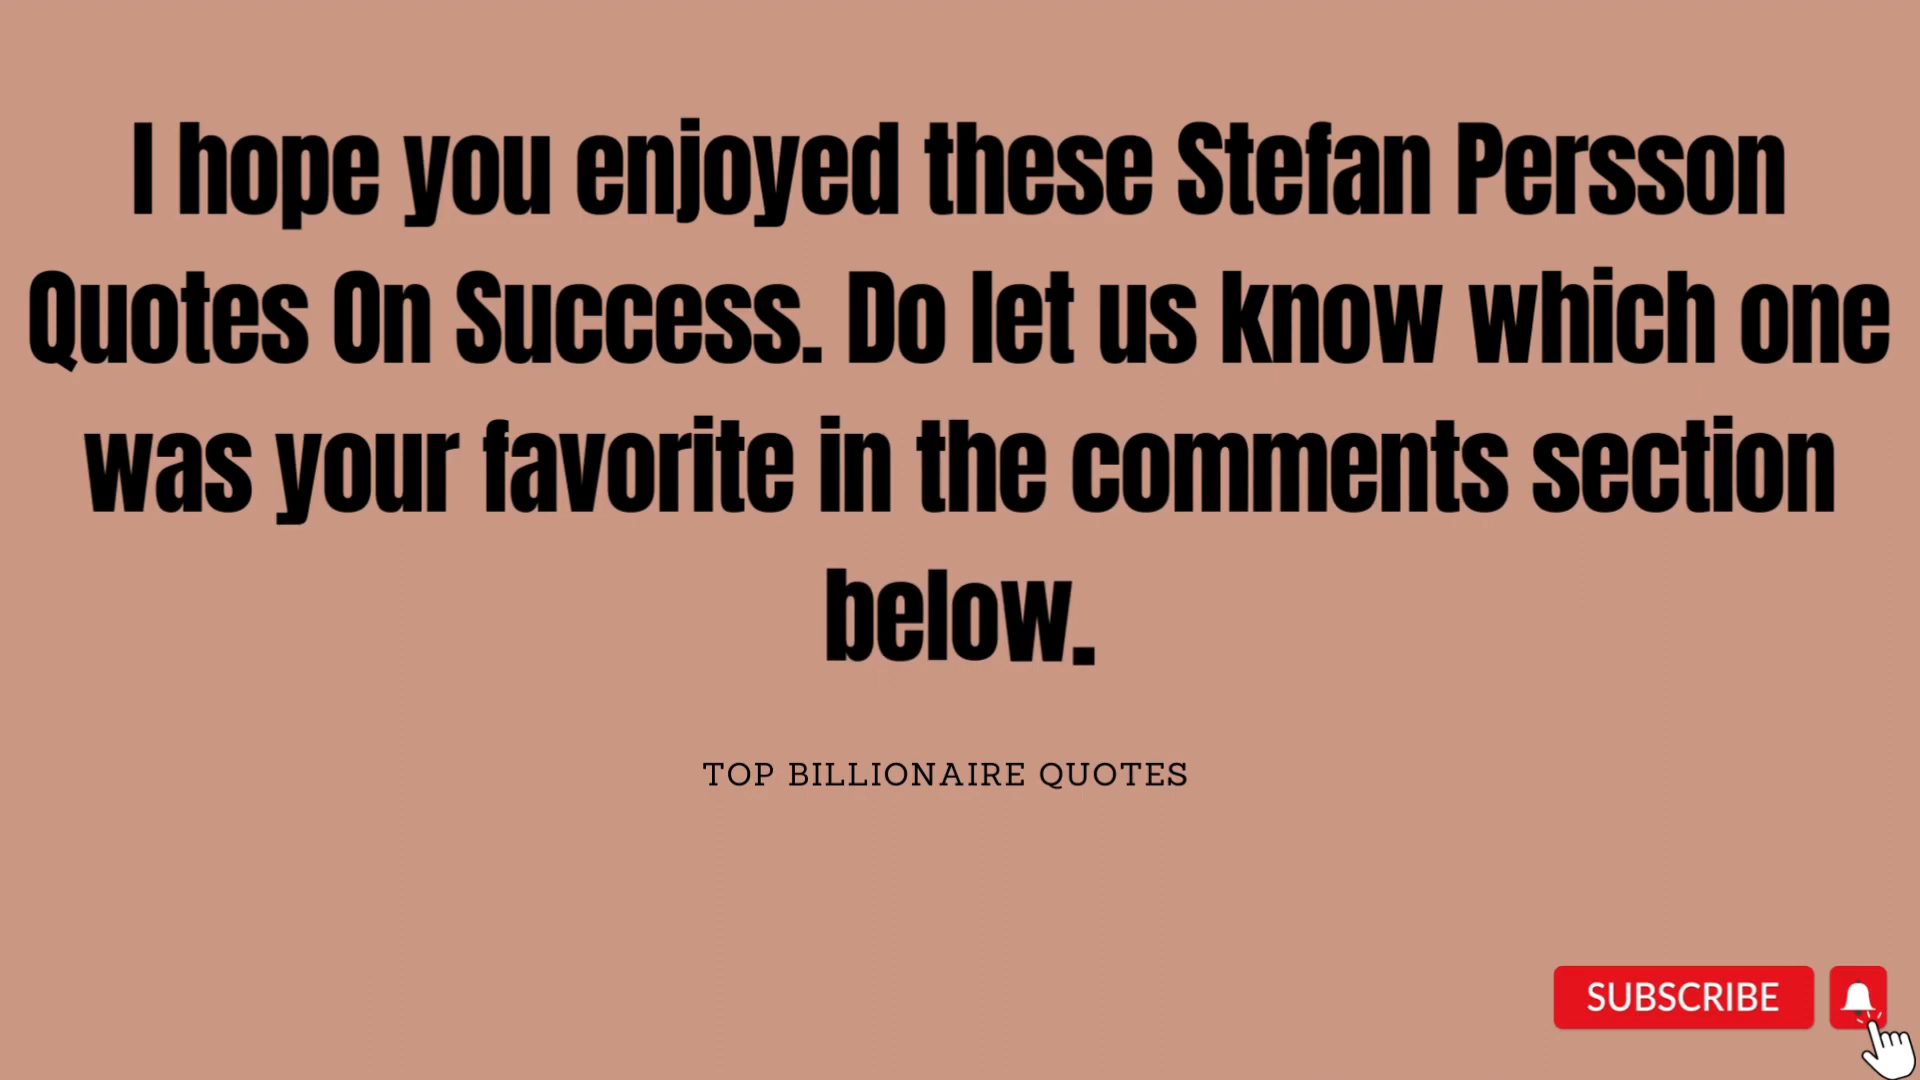 I hope you enjoyed these Stefan Persson
Quotes On Success. Do let us know which one
was your favorite in the comments section
below.
TOP BILLIONAIRE QUOTES
SUBSCRIBE